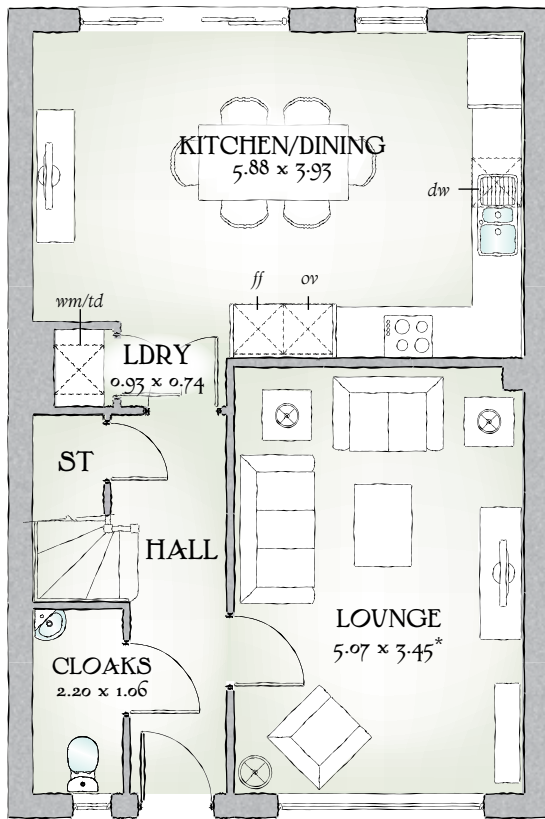 KITCHEN/DINING
5.88 x 3.93
dw
ff
ov
wm/td
LDRY
0.93 x 0.74
ST
HALL
LOUNGE
5.07 x 3.45*
CLOAKS
2.20 x 1.06